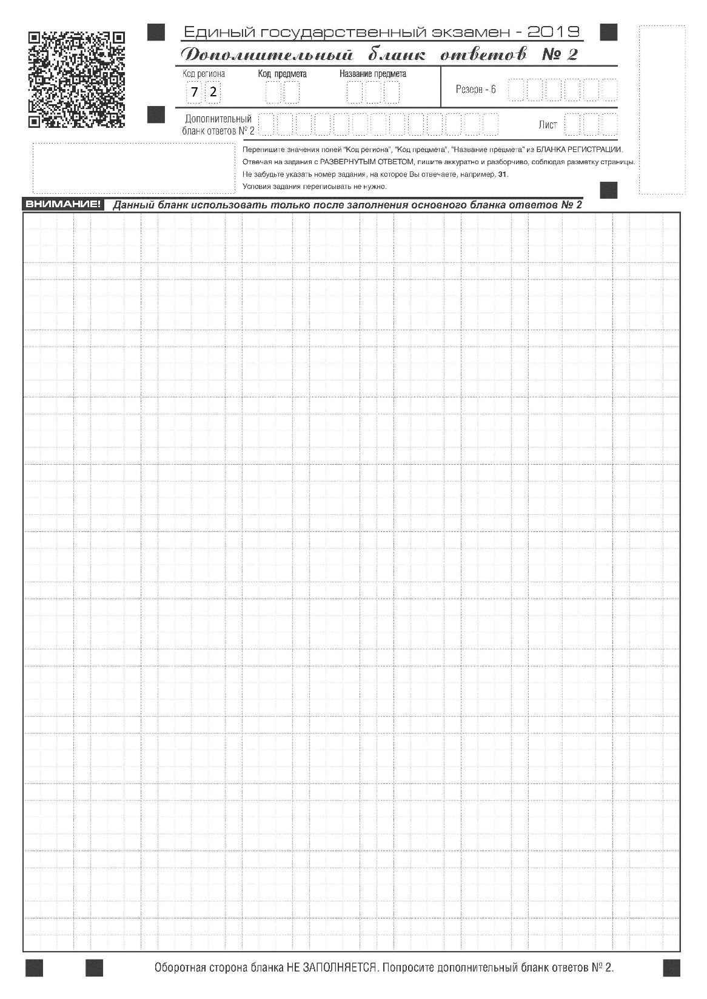 Единый государственный экзамен - 2019
Дополнительный бланк ответов № 2
Код региона Код предмета Название предмета
7 2
Резерв - 6
Дополнительный
бланк ответов № 2
Лист
Перепишите значения полей "Код региона", "Код предмета", "Название предмета" из БЛАНКА РЕГИСТРАЦИИ.
Отвечая на задания с РАЗВЕРНУТЫМ ОТВЕТОМ, пишите аккуратно и разборчиво, соблюдая разметку страницы.
Не забудьте указать номер задания, на которое Вы отвечаете, например, 31.
Условия задания переписывать не нужно.
ВНИМАНИЕ! Данный бланк использовать только после заполнения основного бланка ответов № 2
Оборотная сторона бланка НЕ ЗАПОЛНЯЕТСЯ. Попросите дополнительный бланк ответов № 2.